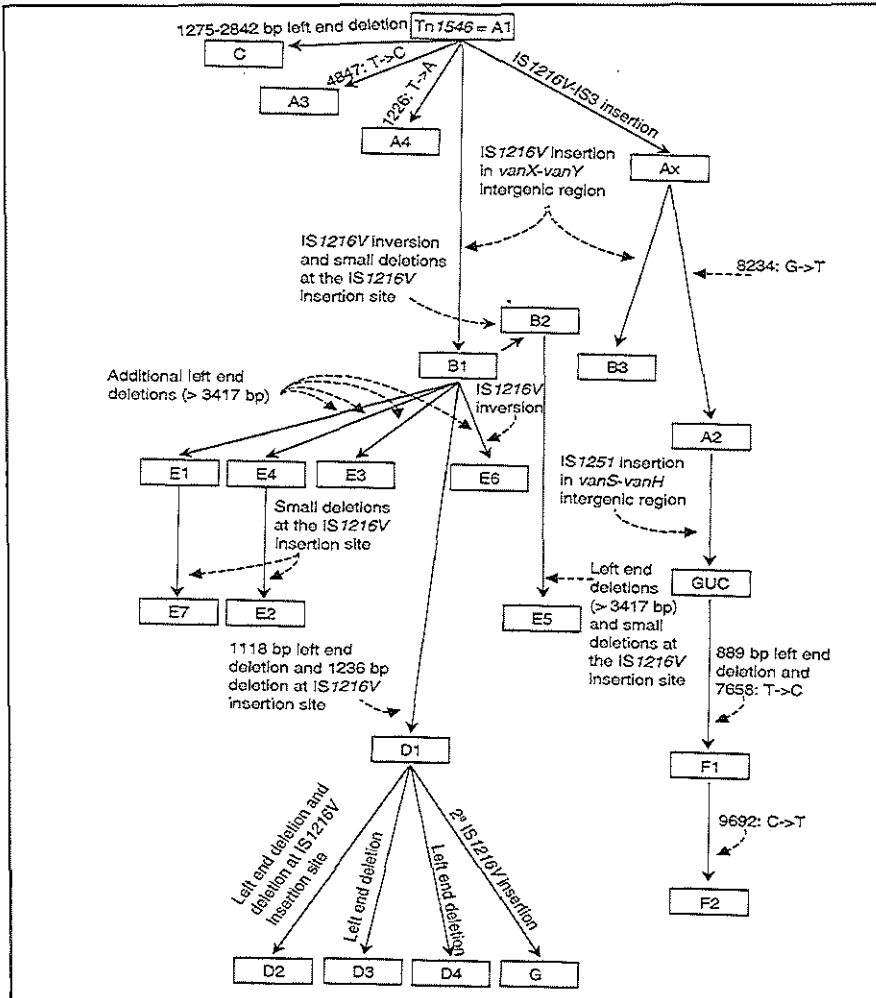 1275-2842 bp left end deletion
Tn1546 = A1
C
4847: T->C
A3
1226: T->A
A4
IS1216V-IS3 insertion
IS1216V insertion
in vanX-vanY
intergenic region
Ax
IS1216V inversion
and small deletions
at the IS1216V
insertion site
8234: G->T
B2
B1
B3
Additional left end
deletions (> 3417 bp)
IS1216V
inversion
A2
E1
E4
E3
E6
IS1251 insertion
in vanS-vanH
intergenic region
Small deletions
at the IS1216V
insertion site
GUC
E7
E2
E5
Left end
deletions
(> 3417 bp)
and small
deletions at
the IS1216V
insertion site
1118 bp left end
deletion and 1236 bp
deletion at IS1216V
insertion site
889 bp left end
deletion and
7658: T->C
D1
F1
Left end deletion and
deletion at IS1216V
insertion site
Left end deletion
Left end deletion
2ª IS1216V insertion
9692: C->T
F2
D2
D3
D4
G